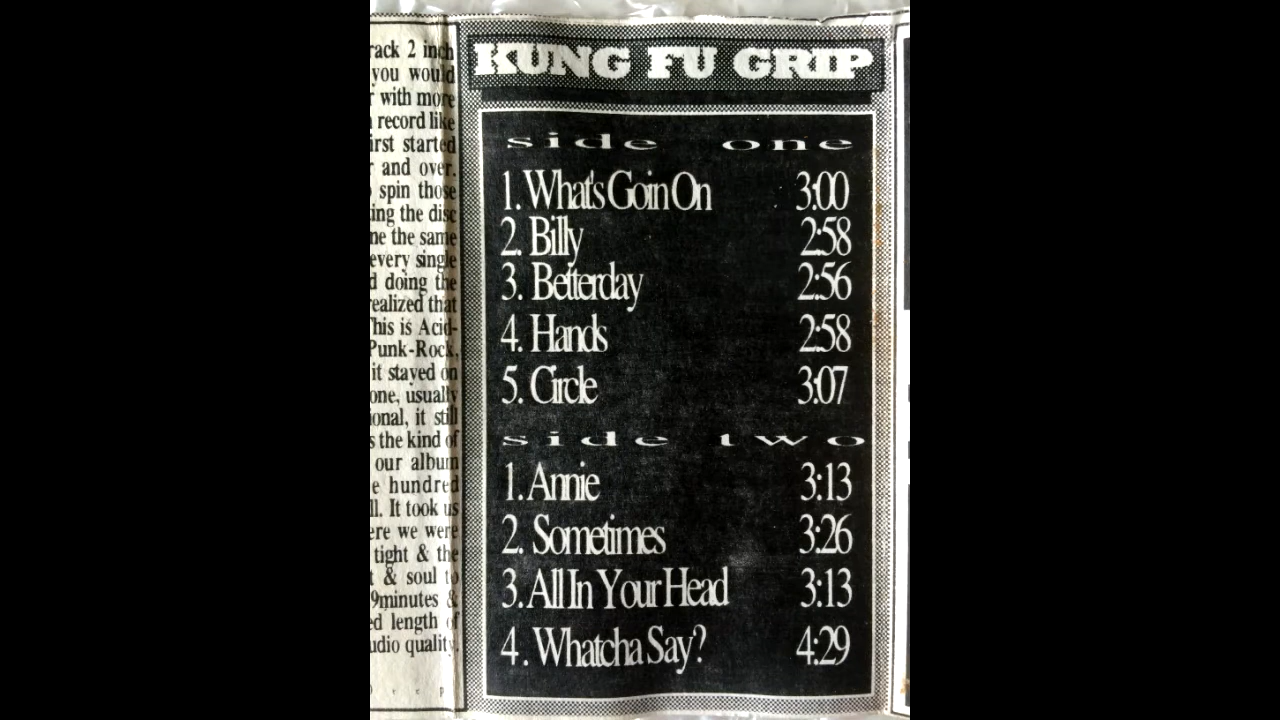 rack 2 inch
you would
with more
record like
irst started
and over.
spin those
ing the disc
me the same
every single
d doing the
realized that
This is Acid-
Punk-Rock,
it stayed on
one, usually
ional, it still
s the kind of
our album
e hundred
ll. It took us
ere we were
tight & the
& soul to
9minutes &
ed length of
udio quality.
KUNG FU GRIP
side one
1. What's Goin On 3:00
2. Billy 2:58
3. Betterday 2:56
4. Hands 2:58
5. Circle 3:07
side two
1. Annie 3:13
2. Sometimes 3:26
3. All In Your Head 3:13
4. Whatcha Say? 4:29